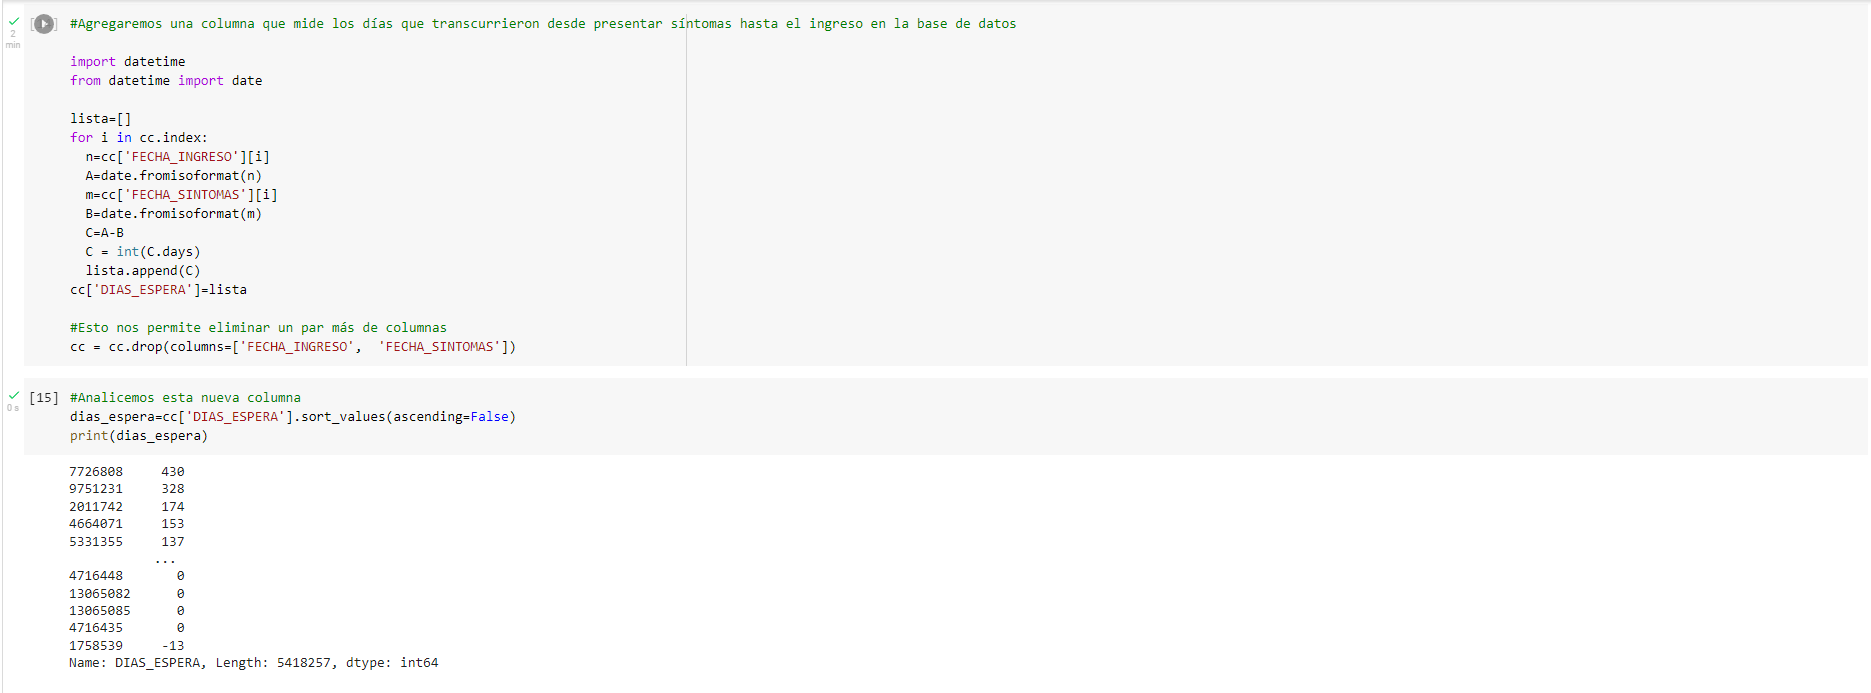 #Agregaremos una columna que mide los días que transcurrieron desde presentar síntomas hasta el ingreso en la base de datos
2
min
import datetime
from datetime import date
lista=[]
for i in cc.index:
  n=cc['FECHA_INGRESO'][i]
  A=date.fromisoformat(n)
  m=cc['FECHA_SINTOMAS'][i]
  B=date.fromisoformat(m)
  C=A-B
  C = int(C.days)
  lista.append(C)
cc['DIAS_ESPERA']=lista
#Esto nos permite eliminar un par más de columnas
cc = cc.drop(columns=['FECHA_INGRESO',  'FECHA_SINTOMAS'])
[15] #Analicemos esta nueva columna
0 s
dias_espera=cc['DIAS_ESPERA'].sort_values(ascending=False)
print(dias_espera)
7726808     430
9751231     328
2011742     174
4664071     153
5331355     137
...
4716448       0
13065082      0
13065085      0
4716435       0
1758539     -13
Name: DIAS_ESPERA, Length: 5418257, dtype: int64